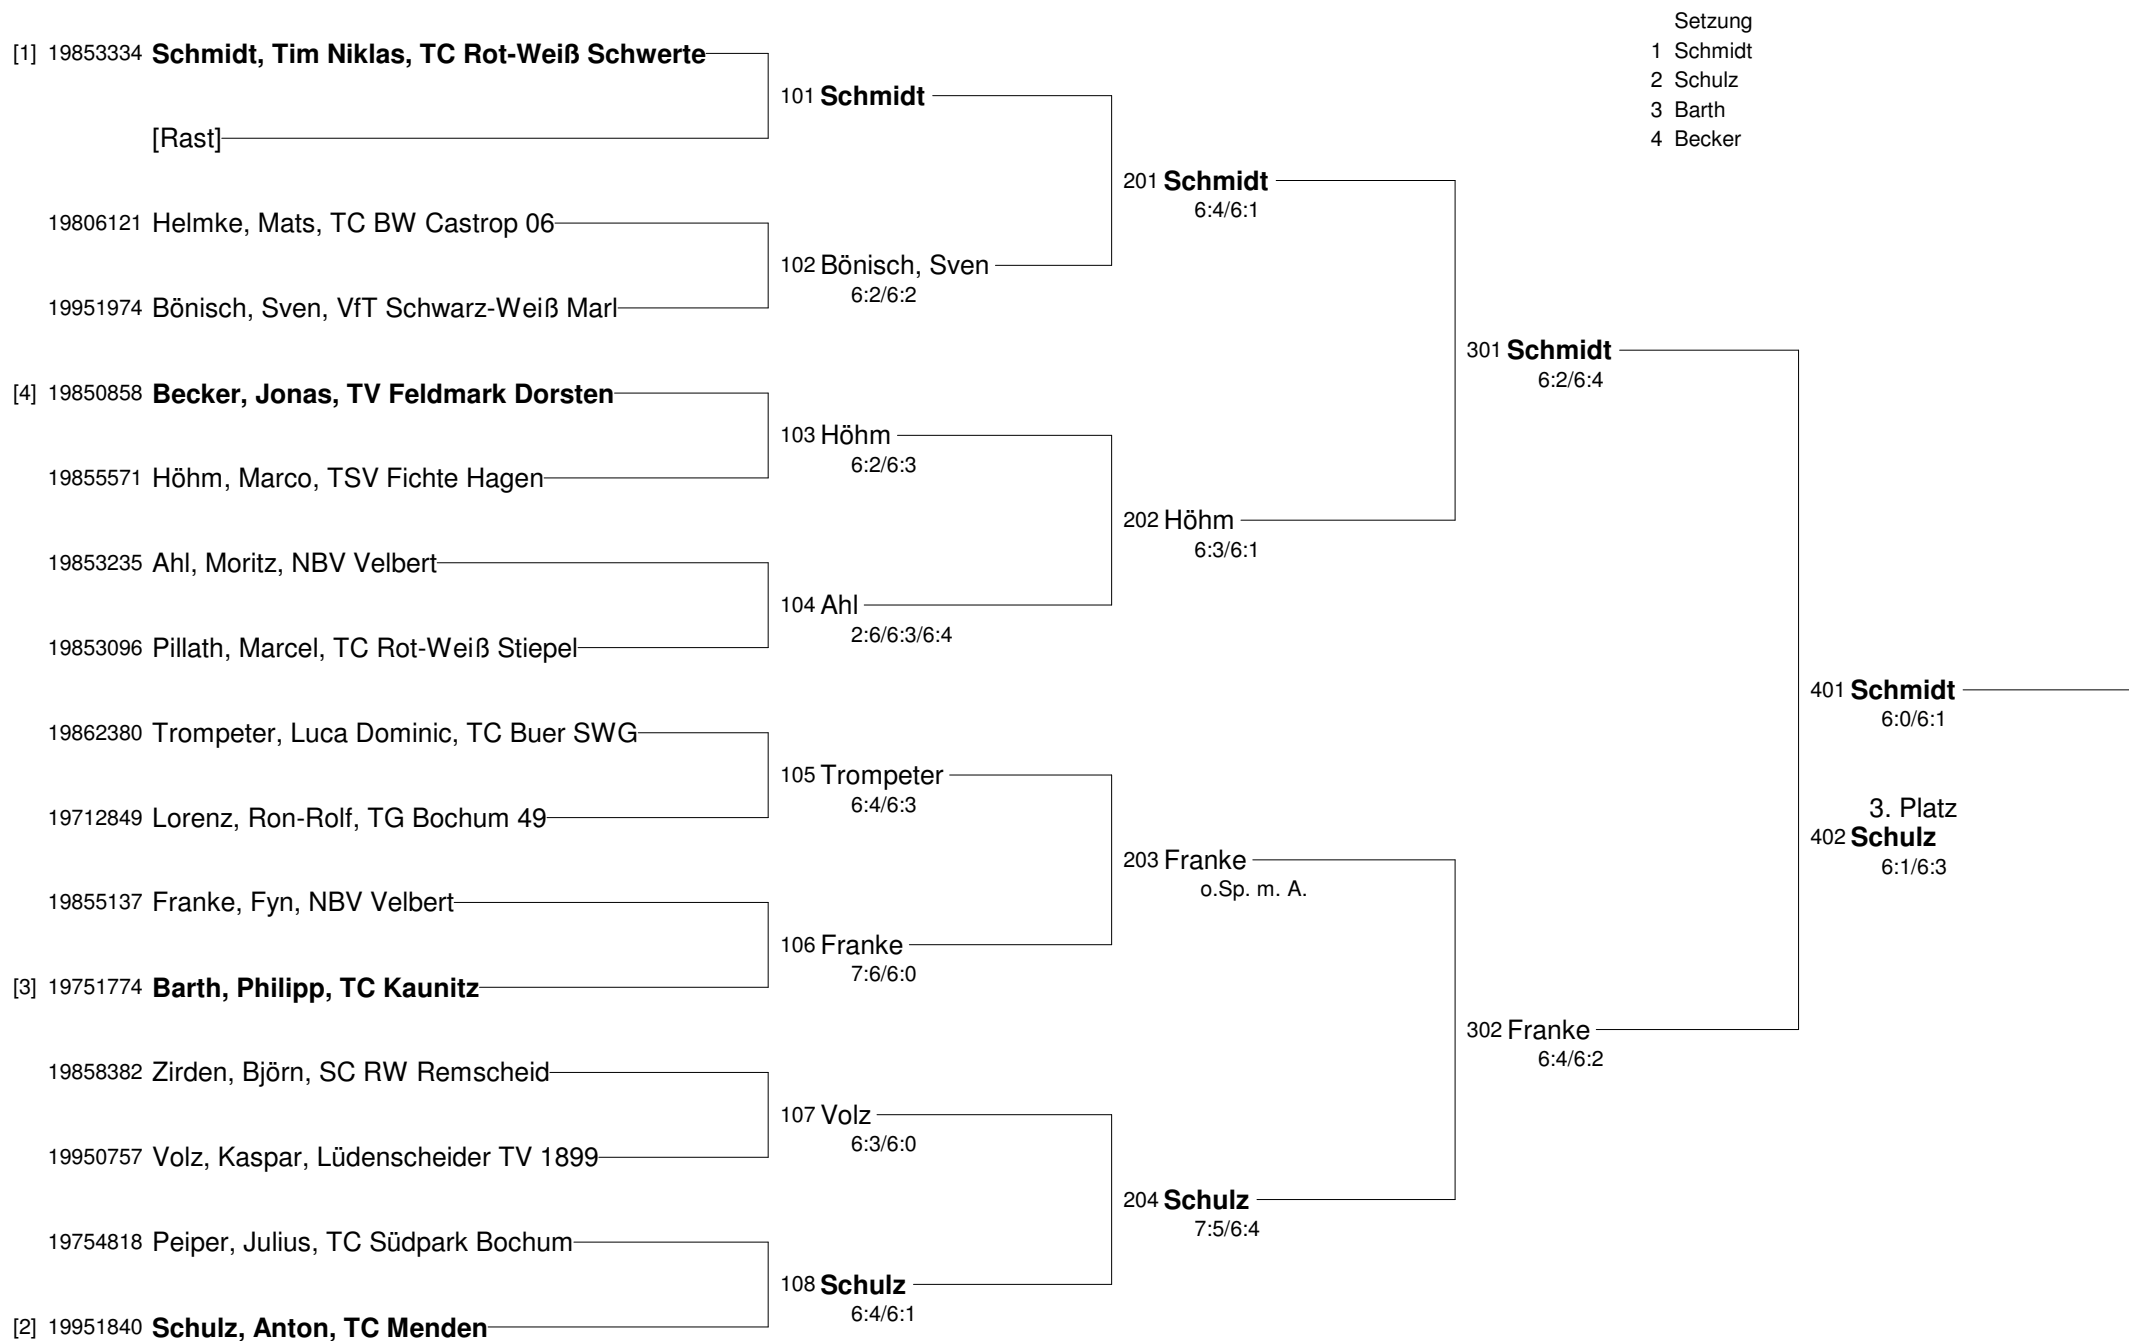 Setzung
1 Schmidt
2 Schulz
3 Barth
4 Becker
[1] 19853334 Schmidt, Tim Niklas, TC Rot-Weiß Schwerte
[Rast]
19806121 Helmke, Mats, TC BW Castrop 06
19951974 Bönisch, Sven, VfT Schwarz-Weiß Marl
[4] 19850858 Becker, Jonas, TV Feldmark Dorsten
19855571 Höhm, Marco, TSV Fichte Hagen
19853235 Ahl, Moritz, NBV Velbert
19853096 Pillath, Marcel, TC Rot-Weiß Stiepel
19862380 Trompeter, Luca Dominic, TC Buer SWG
19712849 Lorenz, Ron-Rolf, TG Bochum 49
19855137 Franke, Fyn, NBV Velbert
[3] 19751774 Barth, Philipp, TC Kaunitz
19858382 Zirden, Björn, SC RW Remscheid
19950757 Volz, Kaspar, Lüdenscheider TV 1899
19754818 Peiper, Julius, TC Südpark Bochum
[2] 19951840 Schulz, Anton, TC Menden
101 Schmidt
102 Bönisch, Sven
6:2/6:2
103 Höhm
6:2/6:3
104 Ahl
2:6/6:3/6:4
105 Trompeter
6:4/6:3
106 Franke
7:6/6:0
107 Volz
6:3/6:0
108 Schulz
6:4/6:1
201 Schmidt
6:4/6:1
202 Höhm
6:3/6:1
203 Franke
o.Sp. m. A.
204 Schulz
7:5/6:4
301 Schmidt
6:2/6:4
302 Franke
6:4/6:2
401 Schmidt
6:0/6:1
3. Platz
402 Schulz
6:1/6:3